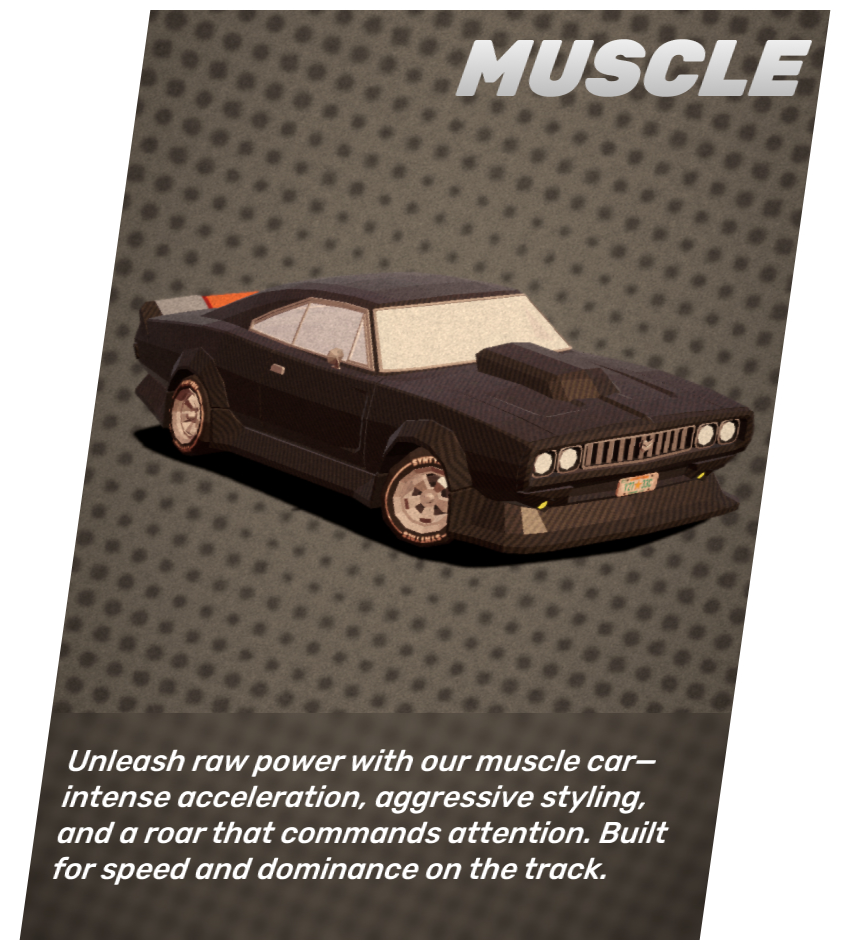 MUSCLE
Unleash raw power with our muscle car—
intense acceleration, aggressive styling,
and a roar that commands attention. Built
for speed and dominance on the track.